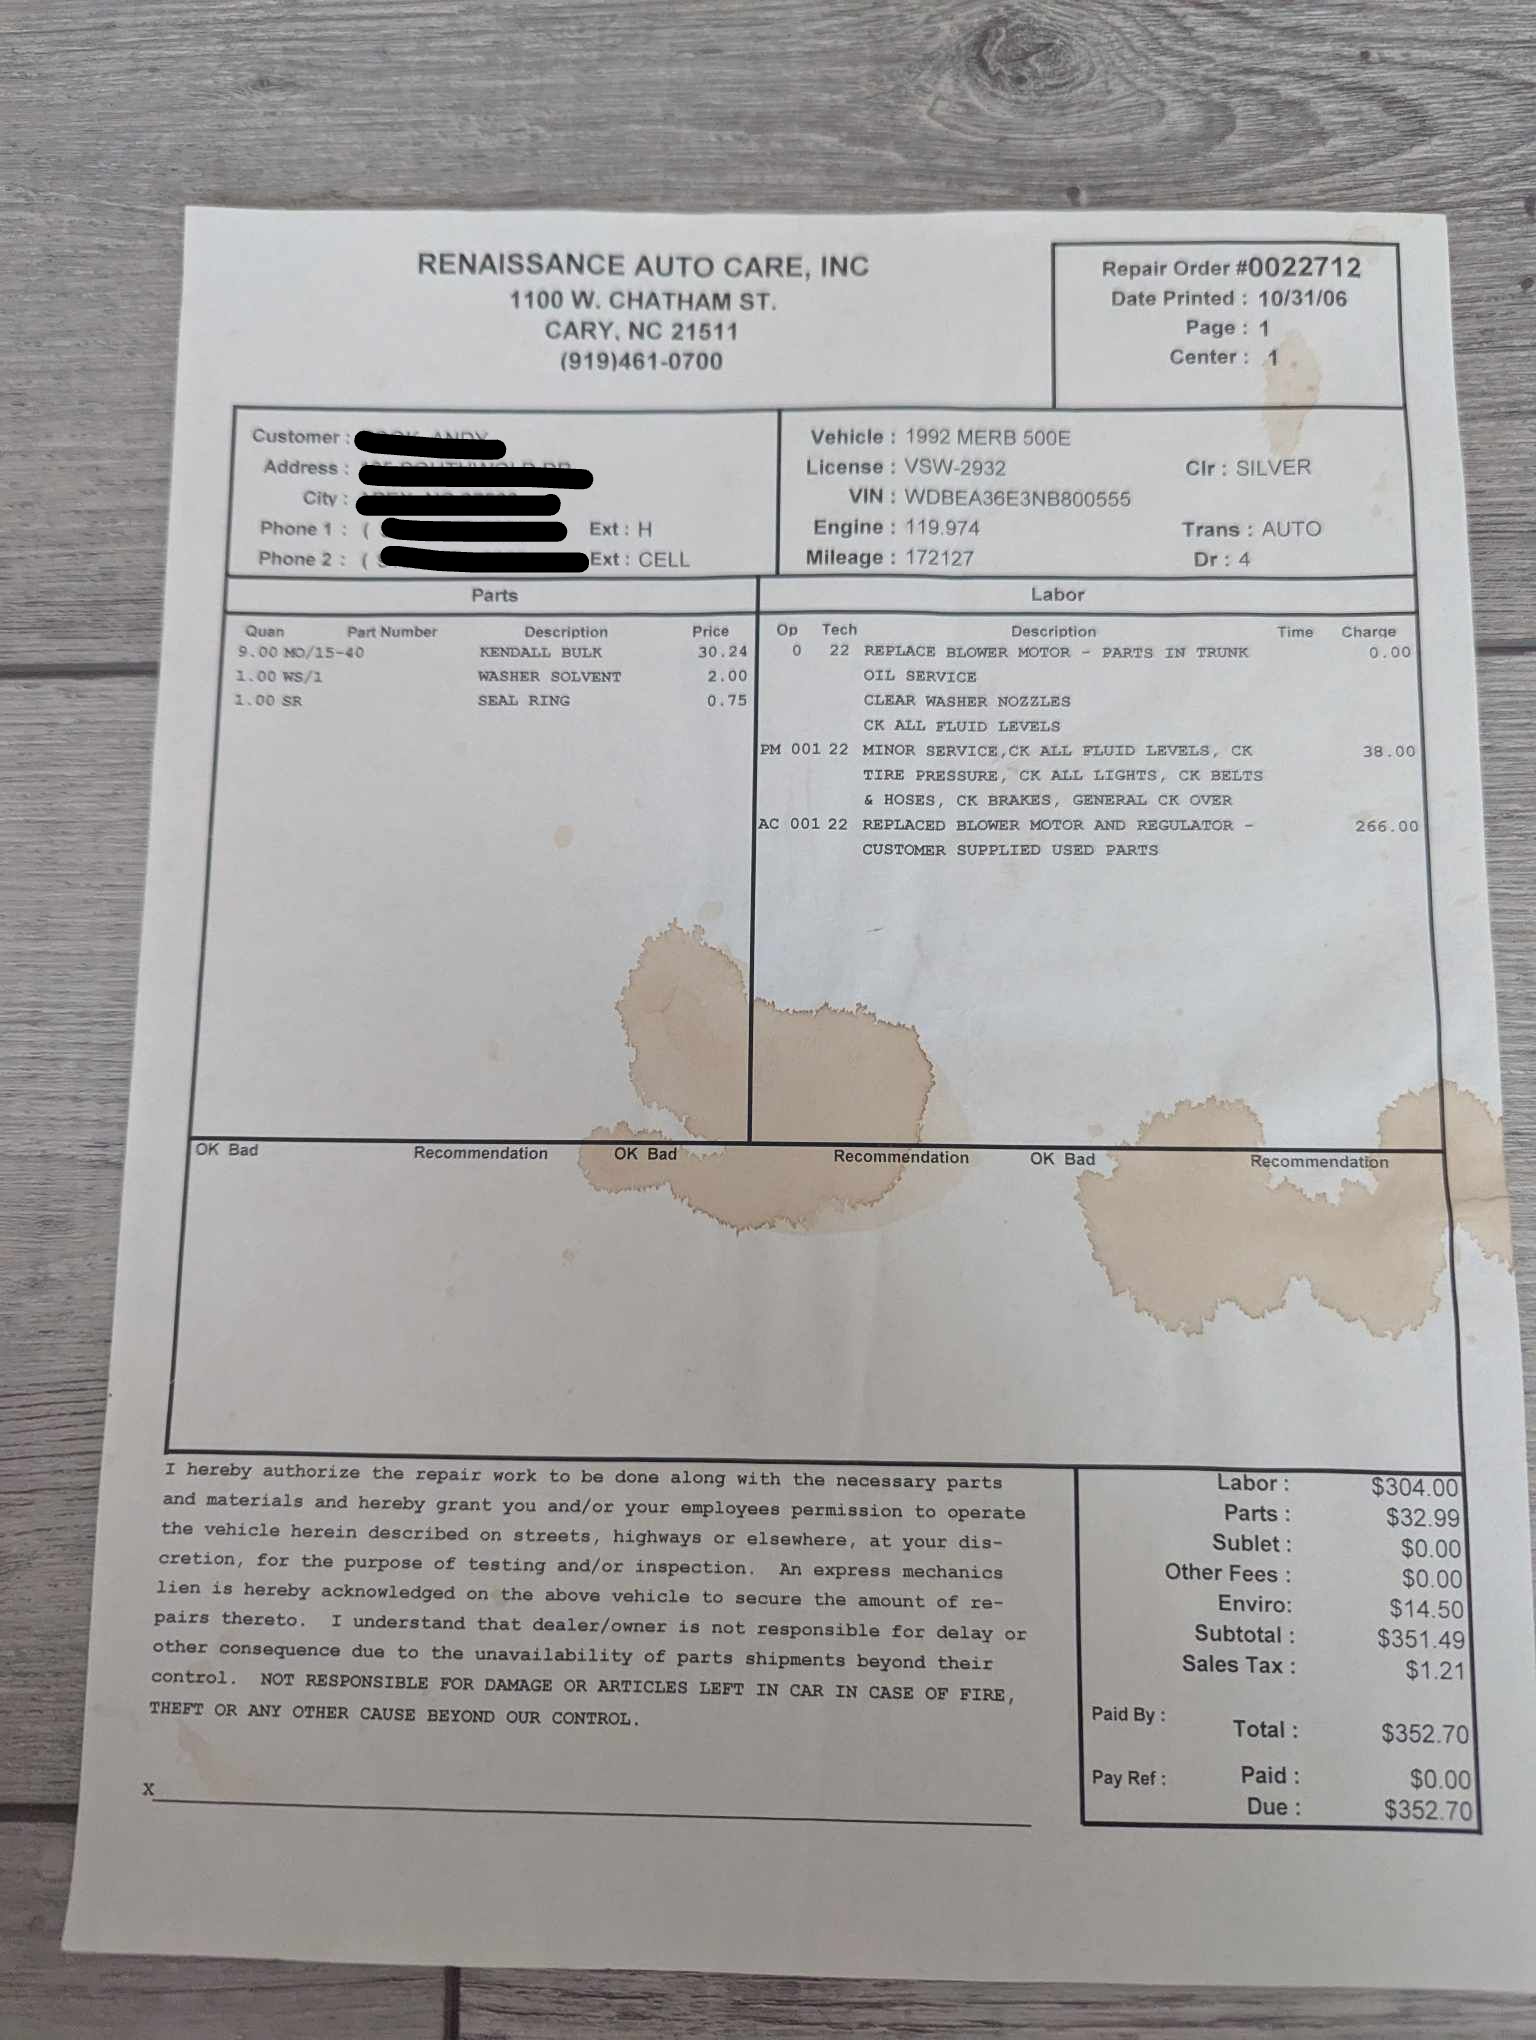 RENAISSANCE AUTO CARE, INC
1100 W. CHATHAM ST.
CARY, NC 21511
(919)461-0700
Repair Order #0022712
Date Printed : 10/31/06
Page : 1
Center : 1
Customer :
Address :
City :
Phone 1 : ( Ext : H
Phone 2 : ( Ext : CELL
Vehicle : 1992 MERB 500E
License : VSW-2932 Clr : SILVER
VIN : WDBEA36E3NB800555
Engine : 119.974 Trans : AUTO
Mileage : 172127 Dr : 4
Parts
Quan Part Number Description Price
9.00 MO/15-40 KENDALL BULK 30.24
1.00 WS/1 WASHER SOLVENT 2.00
1.00 SR SEAL RING 0.75
Labor
Op Tech Description Time Charge
0 22 REPLACE BLOWER MOTOR - PARTS IN TRUNK 0.00
OIL SERVICE
CLEAR WASHER NOZZLES
CK ALL FLUID LEVELS
PM 001 22 MINOR SERVICE,CK ALL FLUID LEVELS, CK 38.00
TIRE PRESSURE, CK ALL LIGHTS, CK BELTS
& HOSES, CK BRAKES, GENERAL CK OVER
AC 001 22 REPLACED BLOWER MOTOR AND REGULATOR - 266.00
CUSTOMER SUPPLIED USED PARTS
OK Bad Recommendation OK Bad Recommendation OK Bad Recommendation
I hereby authorize the repair work to be done along with the necessary parts
and materials and hereby grant you and/or your employees permission to operate
the vehicle herein described on streets, highways or elsewhere, at your dis-
cretion, for the purpose of testing and/or inspection. An express mechanics
lien is hereby acknowledged on the above vehicle to secure the amount of re-
pairs thereto. I understand that dealer/owner is not responsible for delay or
other consequence due to the unavailability of parts shipments beyond their
control. NOT RESPONSIBLE FOR DAMAGE OR ARTICLES LEFT IN CAR IN CASE OF FIRE,
THEFT OR ANY OTHER CAUSE BEYOND OUR CONTROL.
X
Labor : $304.00
Parts : $32.99
Sublet : $0.00
Other Fees : $0.00
Enviro: $14.50
Subtotal : $351.49
Sales Tax : $1.21
Paid By :
Total : $352.70
Pay Ref : Paid : $0.00
Due : $352.70